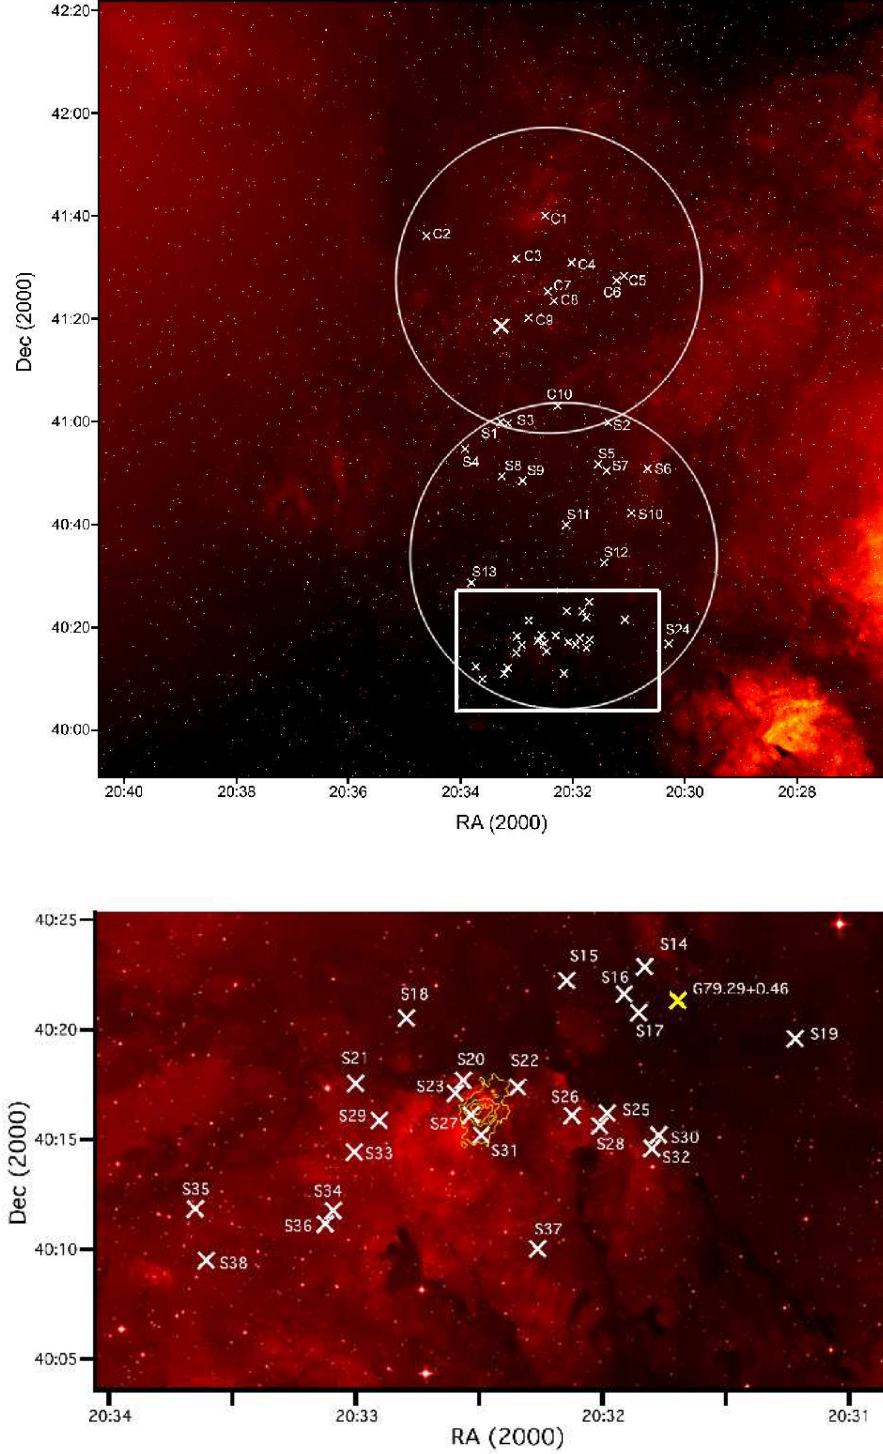 42:20
42:00
41:40
41:20
41:00
40:40
40:20
40:00
Dec (2000)
C1
C2
C3
C4
C5
C6
C7
C8
C9
C10
S1
S3
S2
S4
S5
S6
S7
S8
S9
S10
S11
S12
S13
S24
20:40
20:38
20:36
20:34
20:32
20:30
20:28
RA (2000)
40:25
40:20
40:15
40:10
40:05
Dec (2000)
S14
S15
S16
G79.29+0.46
S17
S18
S19
S20
S21
S22
S23
S25
S26
S27
S28
S29
S30
S31
S32
S33
S34
S35
S36
S37
S38
20:34
20:33
20:32
20:31
RA (2000)